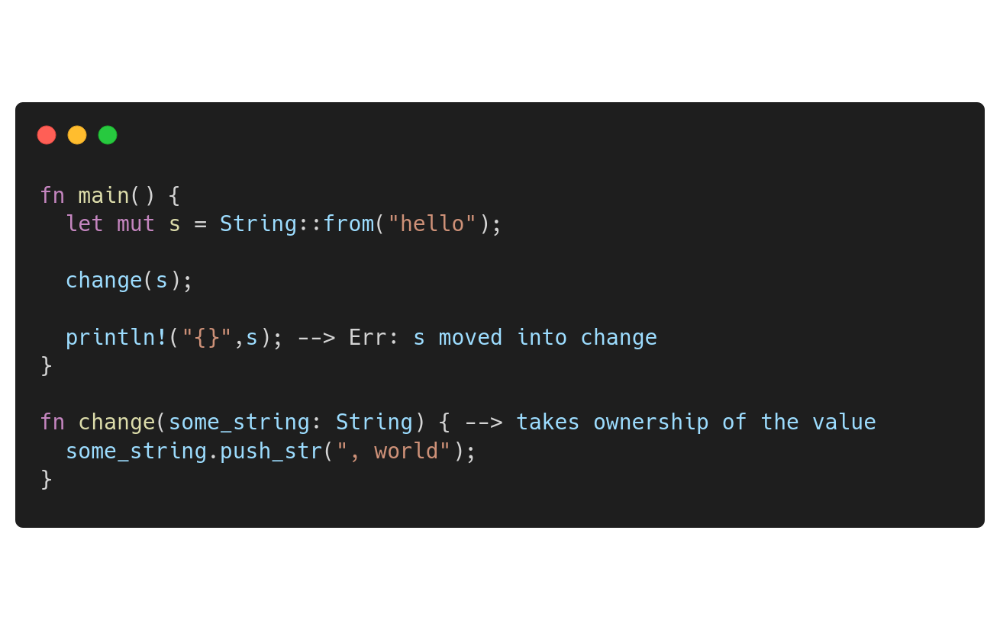 fn main() {
  let mut s = String::from("hello");
  change(s);
  println!("{}",s); --> Err: s moved into change
}
fn change(some_string: String) { --> takes ownership of the value
  some_string.push_str(", world");
}